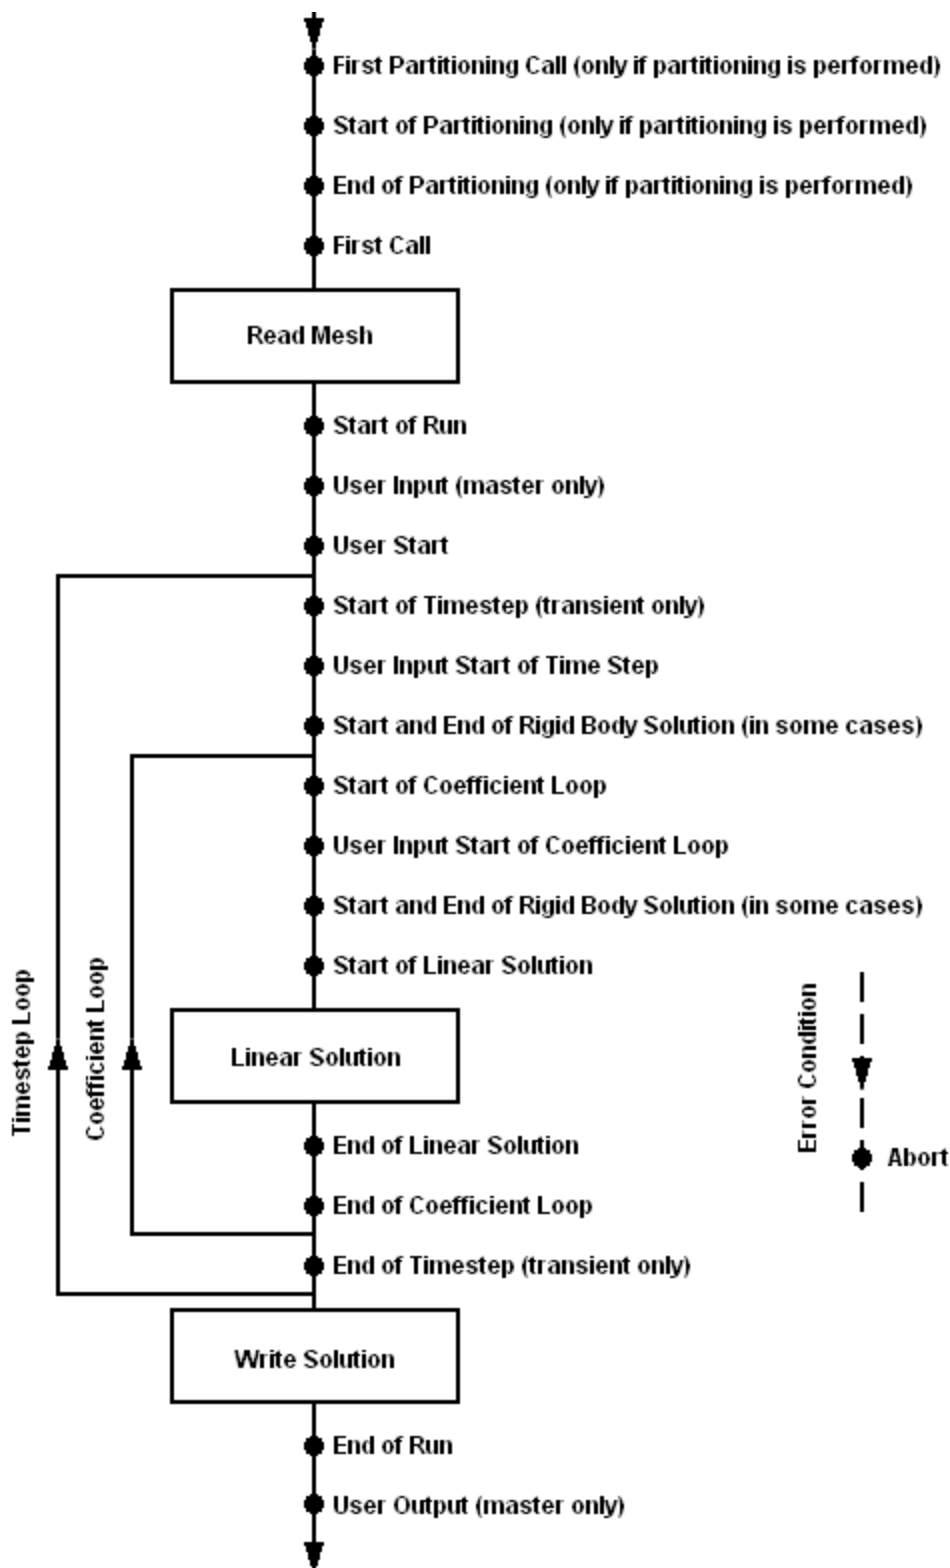 First Partitioning Call (only if partitioning is performed)
Start of Partitioning (only if partitioning is performed)
End of Partitioning (only if partitioning is performed)
First Call
Read Mesh
Start of Run
User Input (master only)
User Start
Start of Timestep (transient only)
User Input Start of Time Step
Start and End of Rigid Body Solution (in some cases)
Start of Coefficient Loop
User Input Start of Coefficient Loop
Start and End of Rigid Body Solution (in some cases)
Start of Linear Solution
Timestep Loop
Coefficient Loop
Linear Solution
Error Condition
Abort
End of Linear Solution
End of Coefficient Loop
End of Timestep (transient only)
Write Solution
End of Run
User Output (master only)